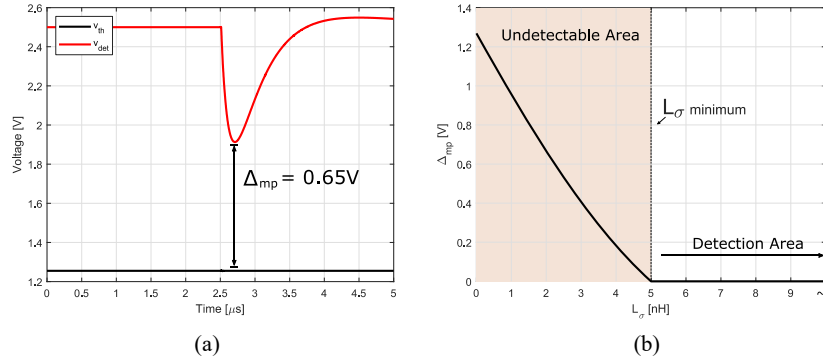 2,6
2.4
2.2
2
1.8
1.6
1.4
1.2
Voltage [V]
v_th
v_det
Δ_mp = 0.65V
0 0.5 1 1.5 2 2.5 3 3.5 4 4.5 5
Time [μs]
(a)
1.4
1.2
1
0.8
0.6
0.4
0.2
0
Δ_mp [V]
Undetectable Area
L_σ minimum
Detection Area
0 1 2 3 4 5 6 7 8 9 ~
L_σ [nH]
(b)